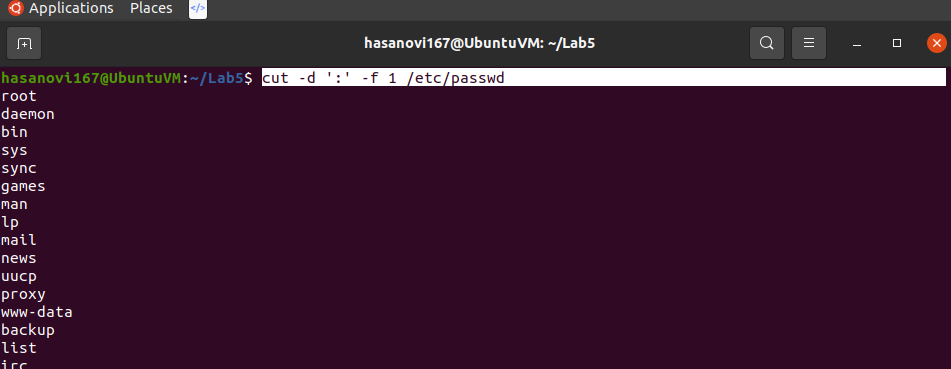 Applications Places </>
hasanovi167@UbuntuVM: ~/Lab5
hasanovi167@UbuntuVM:~/Lab5$ cut -d ':' -f 1 /etc/passwd
root
daemon
bin
sys
sync
games
man
lp
mail
news
uucp
proxy
www-data
backup
list
irc